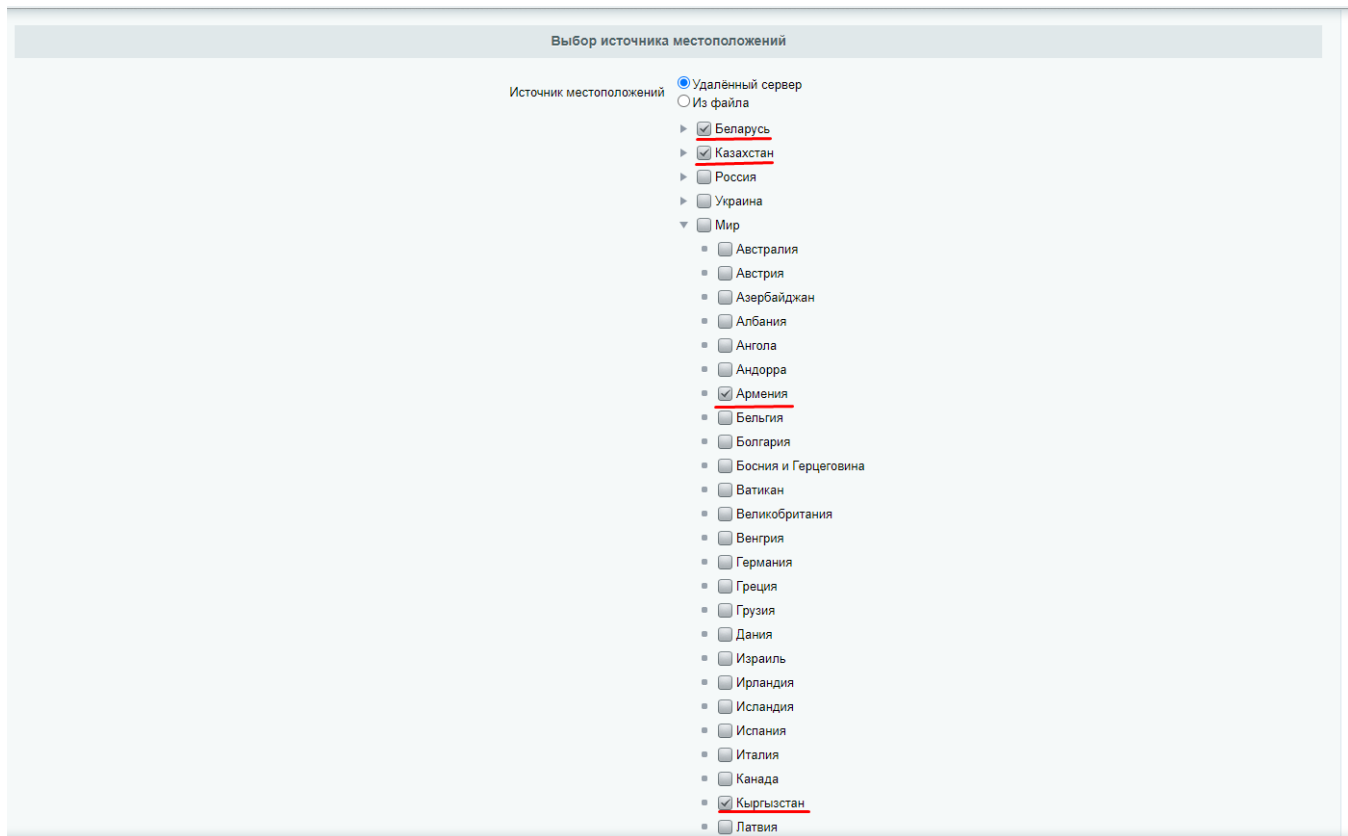 Выбор источника местоположений
Источник местоположений
Удалённый сервер
Из файла
Беларусь
Казахстан
Россия
Украина
Мир
Австралия
Австрия
Азербайджан
Албания
Ангола
Андорра
Армения
Бельгия
Болгария
Босния и Герцеговина
Ватикан
Великобритания
Венгрия
Германия
Греция
Грузия
Дания
Израиль
Ирландия
Исландия
Испания
Италия
Канада
Кыргызстан
Латвия